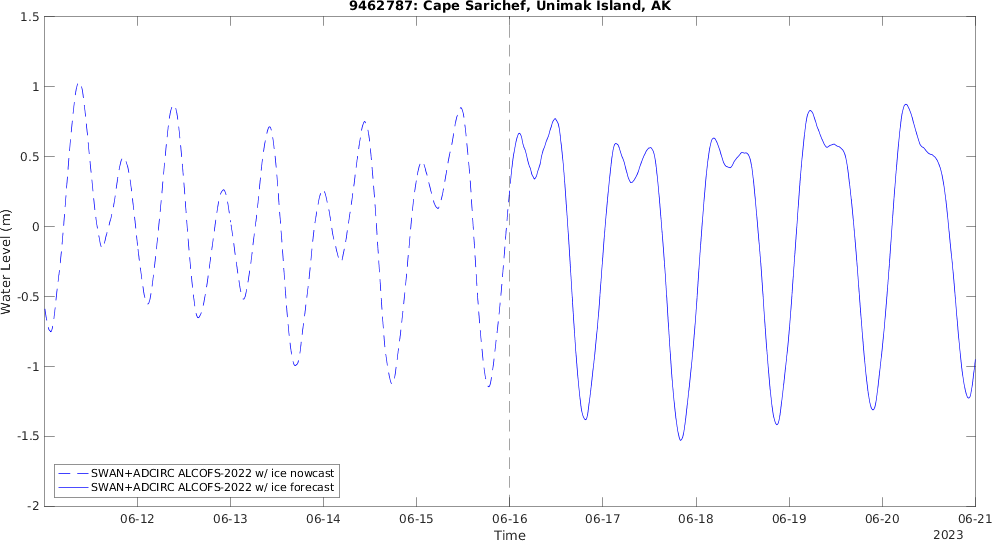 9462787: Cape Sarichef, Unimak Island, AK
1.5
1
0.5
0
-0.5
-1
-1.5
-2
Water Level (m)
SWAN+ADCIRC ALCOFS-2022 w/ ice nowcast
SWAN+ADCIRC ALCOFS-2022 w/ ice forecast
06-12 06-13 06-14 06-15 06-16 06-17 06-18 06-19 06-20 06-21
Time
2023